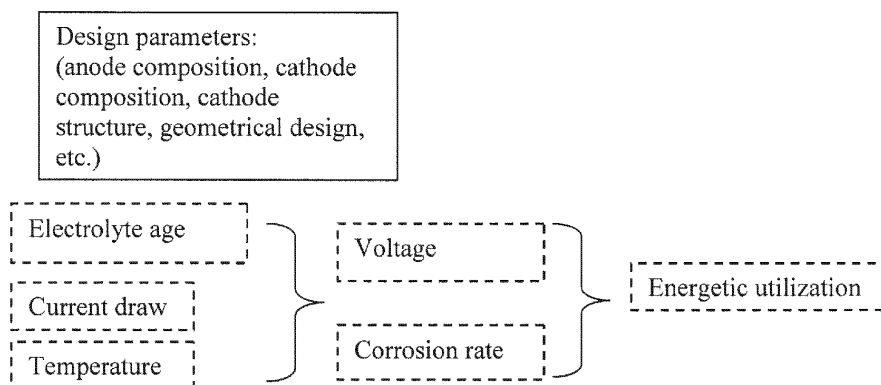 Design parameters:
(anode composition, cathode
composition, cathode
structure, geometrical design,
etc.)
Electrolyte age
Voltage
Energetic utilization
Current draw
Corrosion rate
Temperature